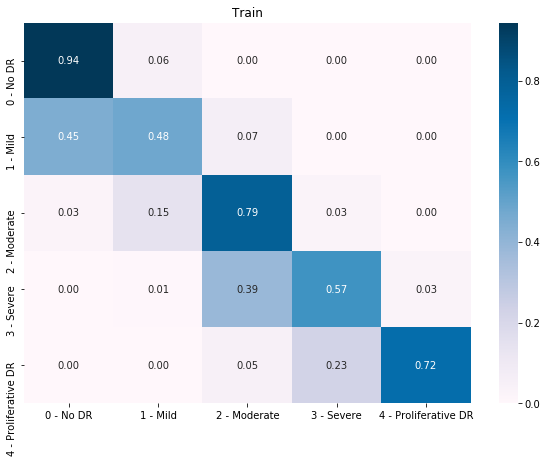 Train
0 - No DR
0.94 0.06 0.00 0.00 0.00
1 - Mild
0.45 0.48 0.07 0.00 0.00
2 - Moderate
0.03 0.15 0.79 0.03 0.00
3 - Severe
0.00 0.01 0.39 0.57 0.03
4 - Proliferative DR
0.00 0.00 0.05 0.23 0.72
0 - No DR 1 - Mild 2 - Moderate 3 - Severe 4 - Proliferative DR
0.8
0.6
0.4
0.2
0.0